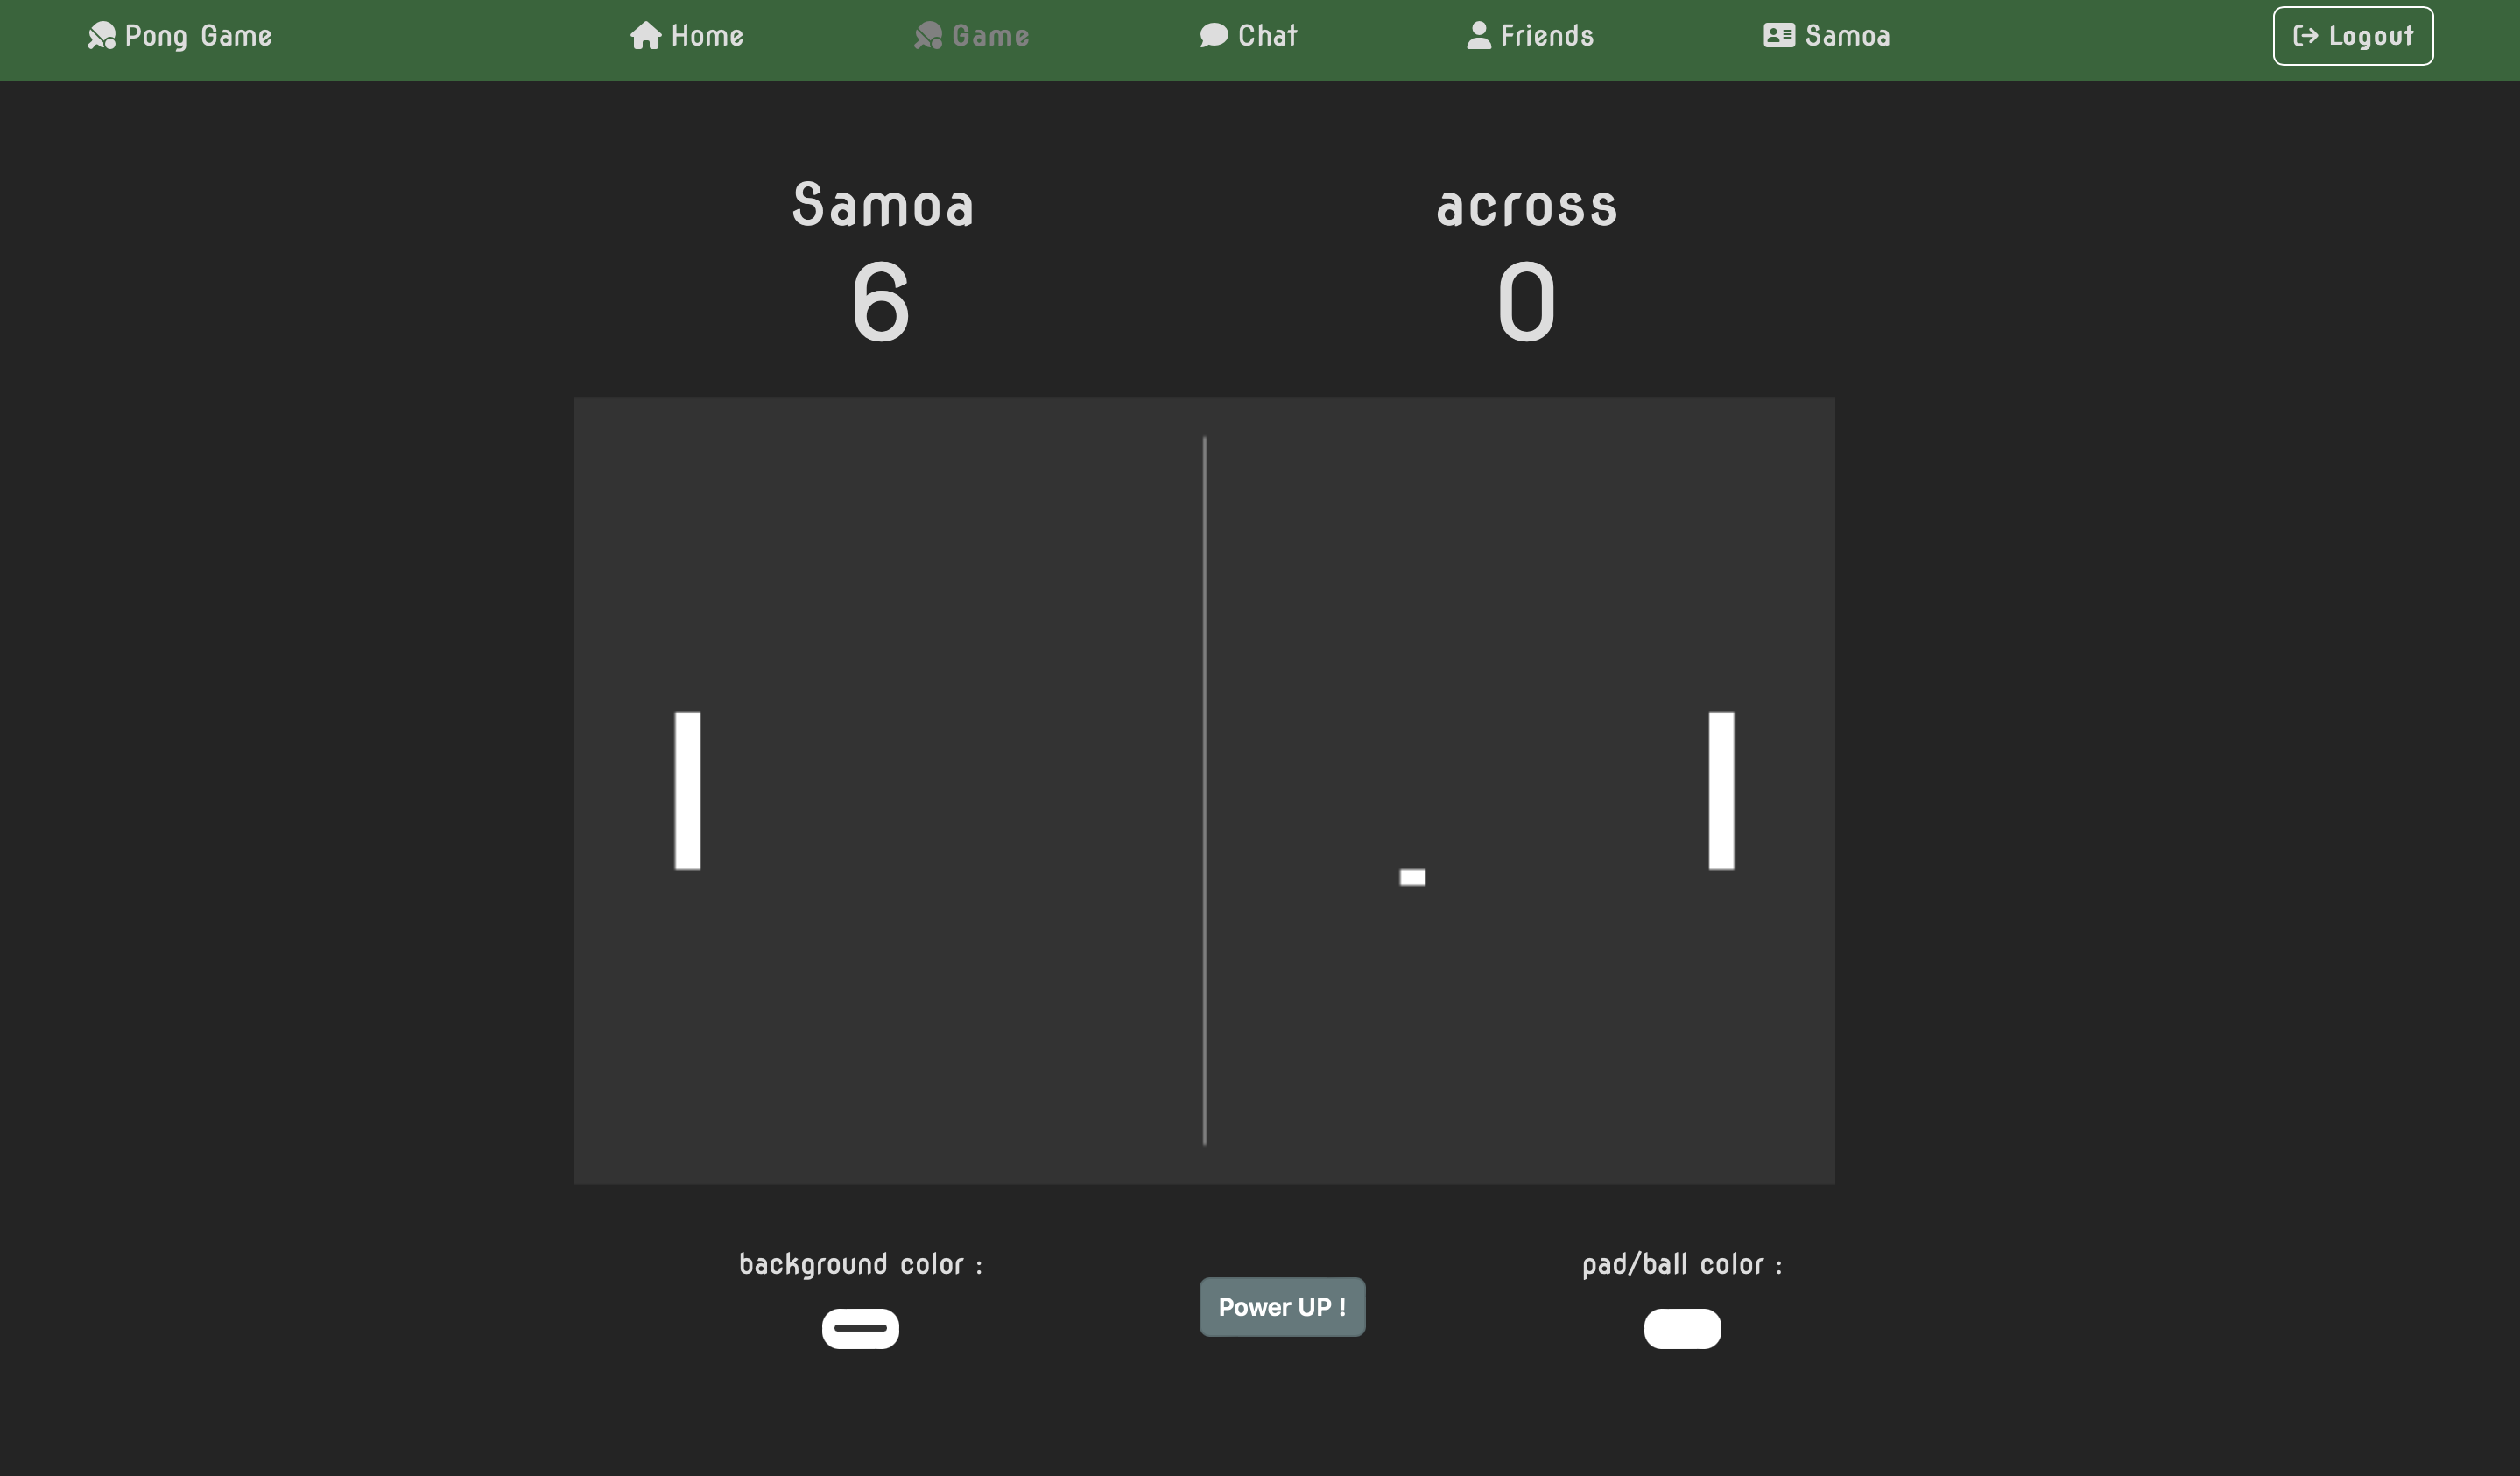 Pong Game Home Game Chat Friends Samoa Logout
Samoa across
6 0
background color : pad/ball color :
Power UP !